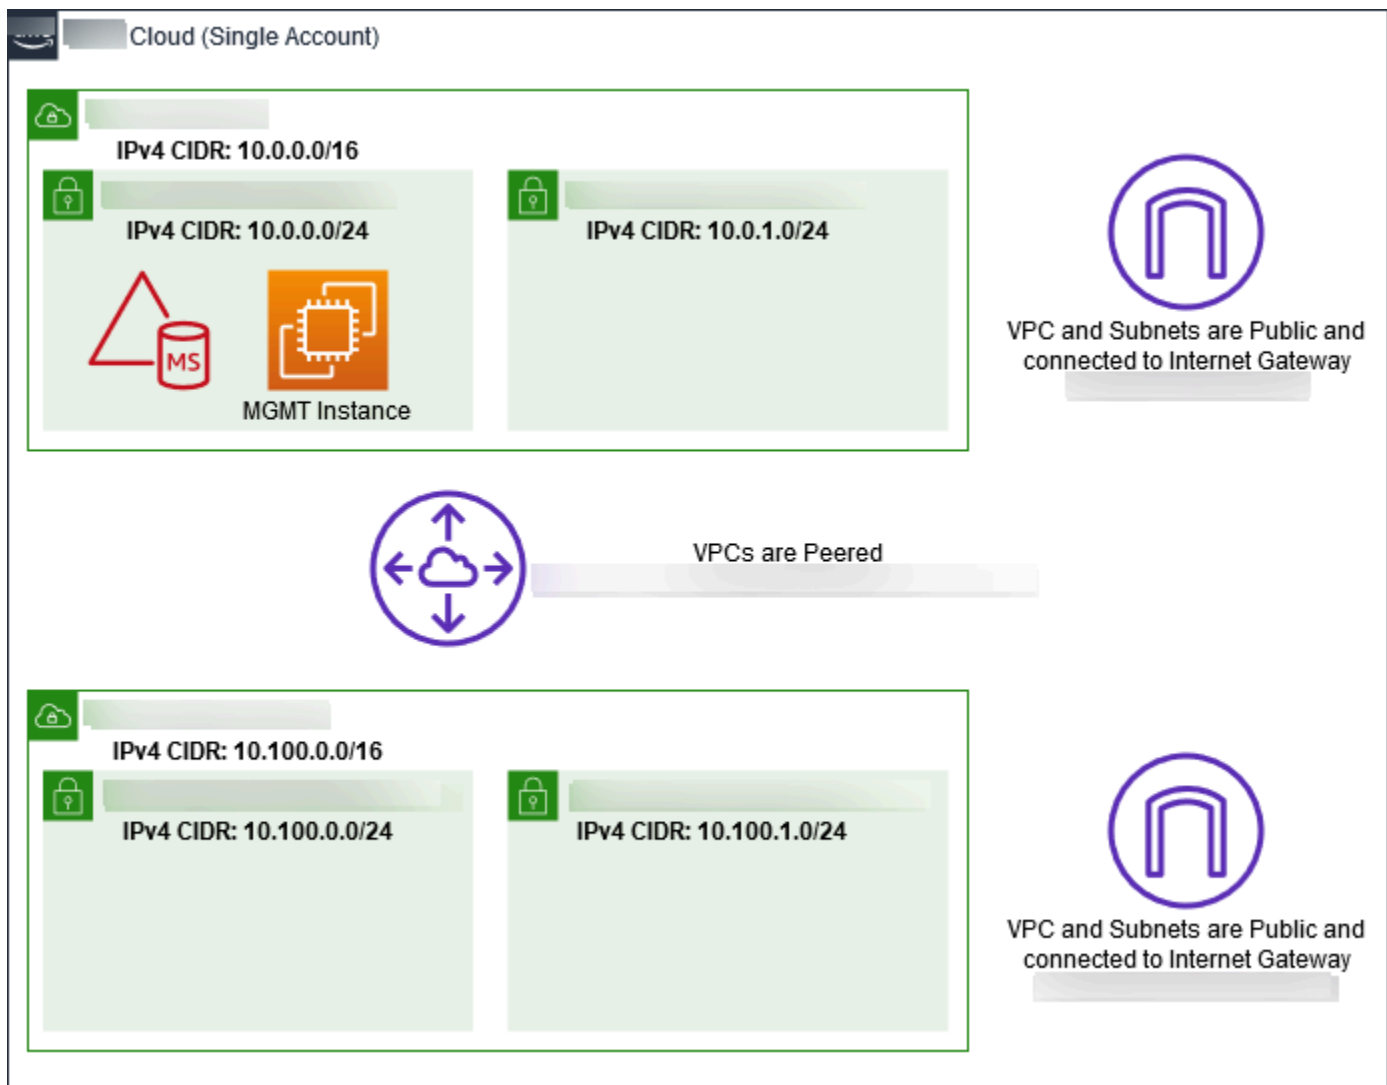 Cloud (Single Account)
IPv4 CIDR: 10.0.0.0/16
IPv4 CIDR: 10.0.0.0/24
IPv4 CIDR: 10.0.1.0/24
MS
MGMT Instance
VPC and Subnets are Public and
connected to Internet Gateway
VPCs are Peered
IPv4 CIDR: 10.100.0.0/16
IPv4 CIDR: 10.100.0.0/24
IPv4 CIDR: 10.100.1.0/24
VPC and Subnets are Public and
connected to Internet Gateway